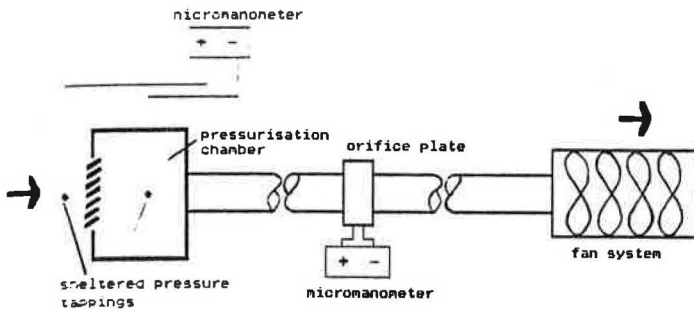 micromanometer
+ -
pressurisation
chamber
orifice plate
fan system
sheltered pressure
tappings
+ -
micromanometer